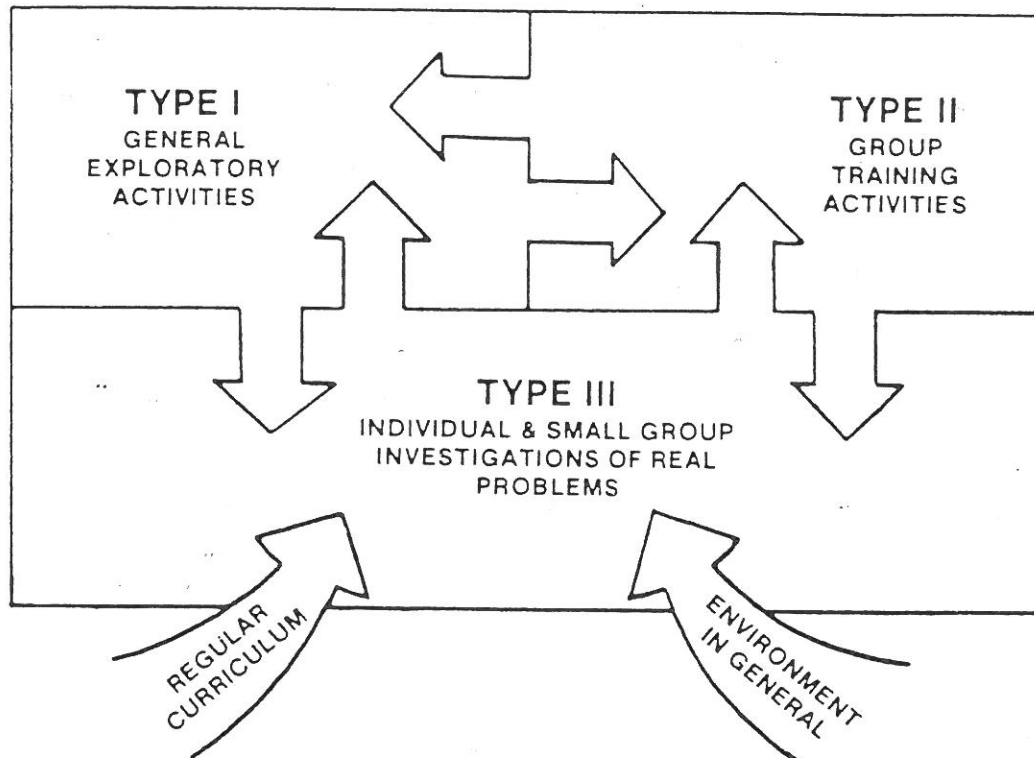 TYPE I
GENERAL
EXPLORATORY
ACTIVITIES
TYPE II
GROUP
TRAINING
ACTIVITIES
TYPE III
INDIVIDUAL & SMALL GROUP
INVESTIGATIONS OF REAL
PROBLEMS
REGULAR
CURRICULUM
ENVIRONMENT
IN GENERAL